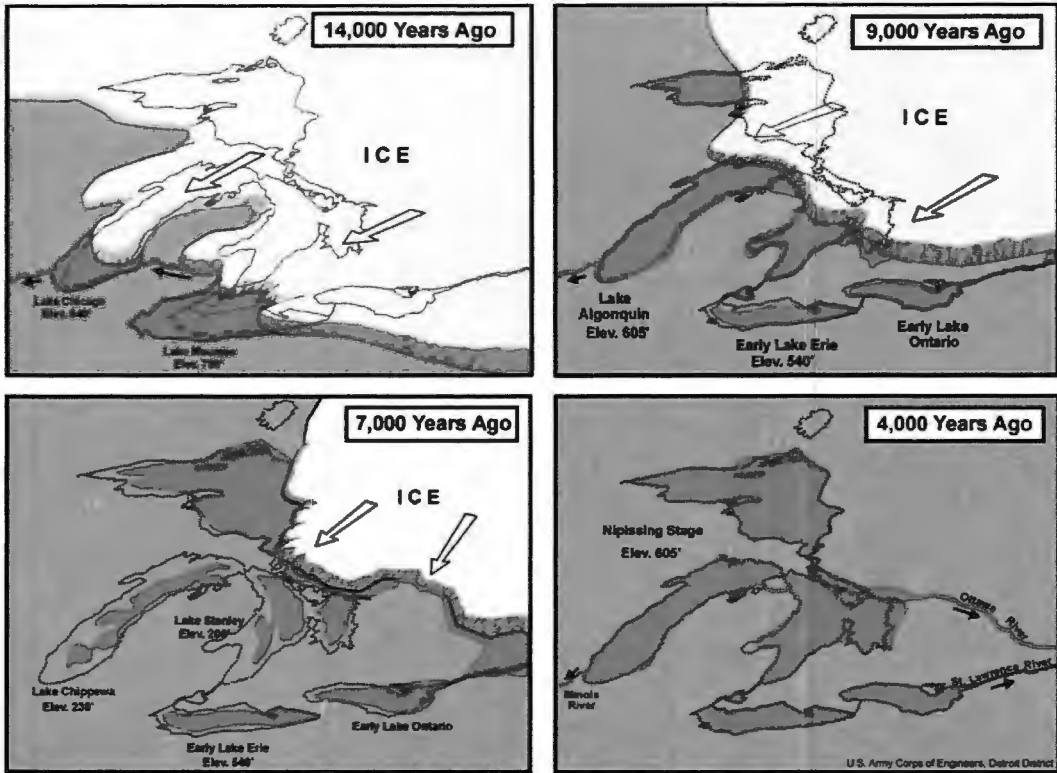 14,000 Years Ago
ICE
Lake Chicago
Elev. 640'
Lake
Elev.
9,000 Years Ago
ICE
Lake
Algonquin
Elev. 605'
Early Lake Erie
Elev. 540'
Early Lake
Ontario
7,000 Years Ago
ICE
Lake Stanley
Elev.
Lake Chippewa
Elev. 230'
Early Lake Ontario
Early Lake Erie
Elev. 540'
4,000 Years Ago
Nipissing Stage
Elev. 605'
Ottawa
River
Illinois
River
St. Lawrence River
U.S. Army Corps of Engineers, Detroit District